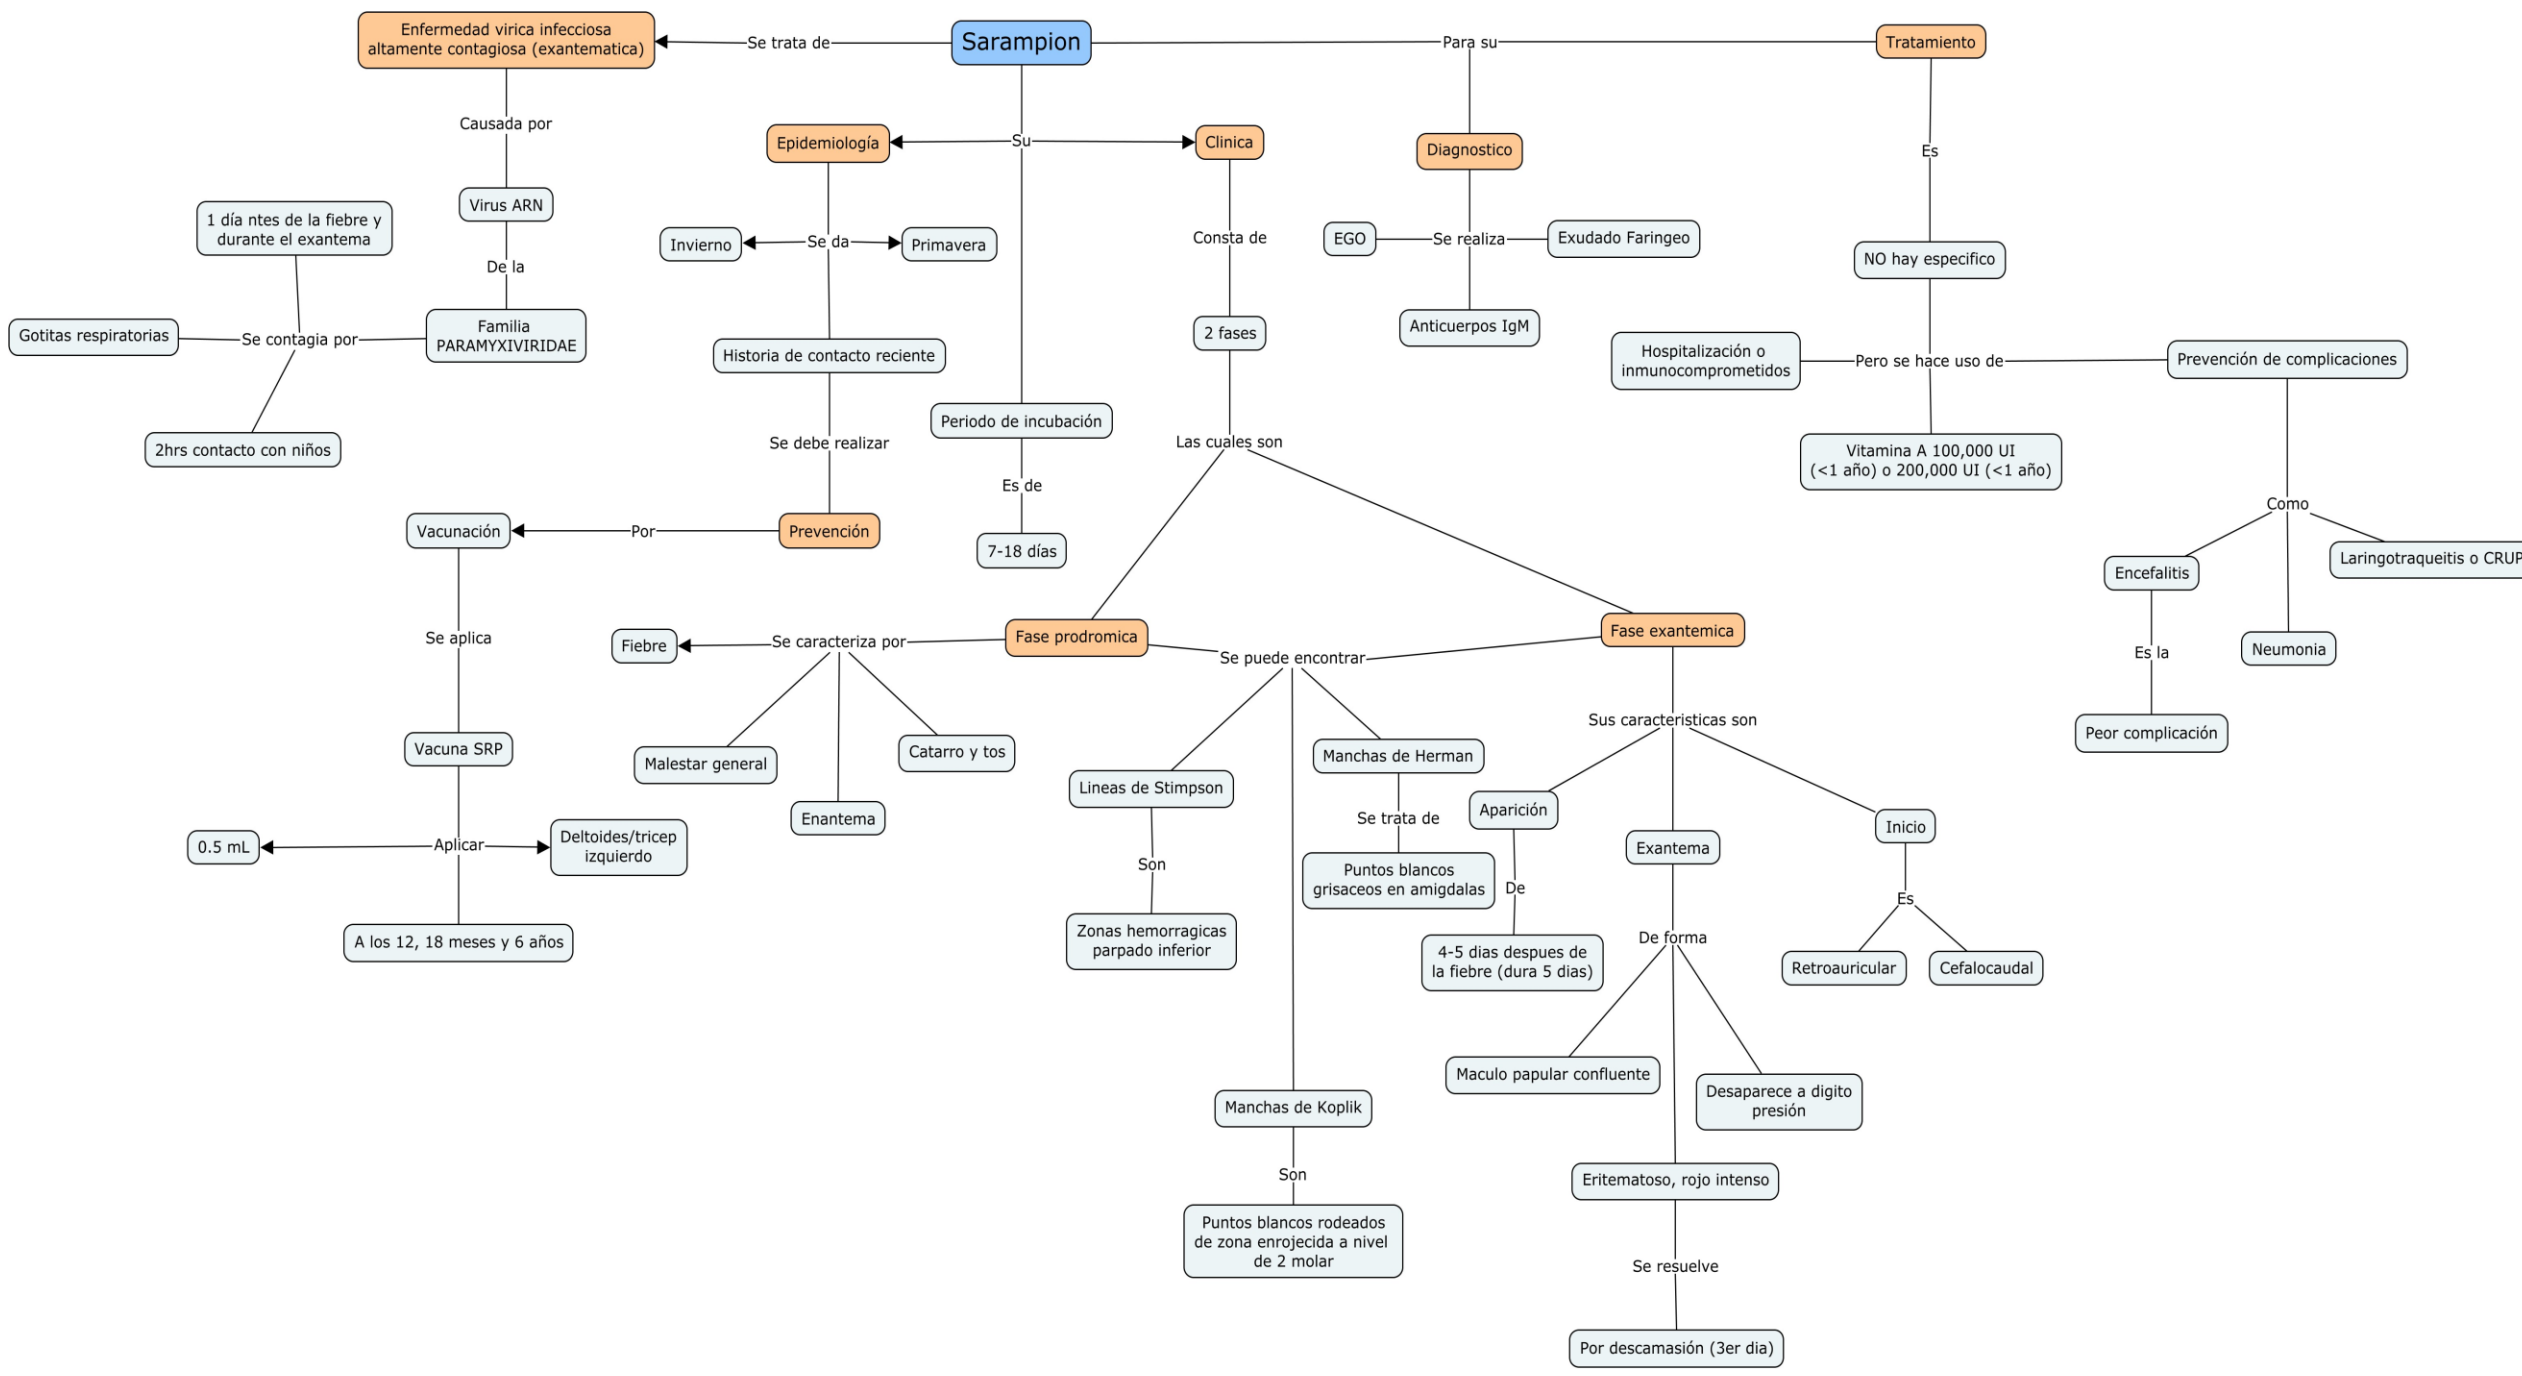 Enfermedad virica infecciosa
altamente contagiosa (exantematica)
Se trata de
Sarampion
Para su
Tratamiento
Causada por
Epidemiología
Su
Clinica
Diagnostico
Es
Virus ARN
1 día ntes de la fiebre y
durante el exantema
Invierno
Se da
Primavera
Consta de
EGO
Se realiza
Exudado Faringeo
NO hay especifico
De la
Gotitas respiratorias
Se contagia por
Familia
PARAMYXIVIRIDAE
Historia de contacto reciente
2 fases
Anticuerpos IgM
Hospitalización o
inmunocomprometidos
Pero se hace uso de
Prevención de complicaciones
2hrs contacto con niños
Se debe realizar
Periodo de incubación
Las cuales son
Vitamina A 100,000 UI
(<1 año) o 200,000 UI (<1 año)
Es de
Como
Vacunación
Por
Prevención
7-18 días
Encefalitis
Laringotraqueitis o CRUP
Se aplica
Fiebre
Se caracteriza por
Fase prodromica
Se puede encontrar
Fase exantemica
Es la
Neumonia
Vacuna SRP
Malestar general
Catarro y tos
Enantema
Lineas de Stimpson
Manchas de Herman
Sus caracteristicas son
Peor complicación
0.5 mL
Aplicar
Deltoides/tricep
izquierdo
Se trata de
Aparición
Exantema
Inicio
Son
Puntos blancos
grisaceos en amigdalas
De
Es
A los 12, 18 meses y 6 años
Zonas hemorragicas
parpado inferior
4-5 dias despues de
la fiebre (dura 5 dias)
De forma
Retroauricular
Cefalocaudal
Manchas de Koplik
Maculo papular confluente
Desaparece a digito
presión
Son
Eritematoso, rojo intenso
Puntos blancos rodeados
de zona enrojecida a nivel
de 2 molar
Se resuelve
Por descamasión (3er dia)